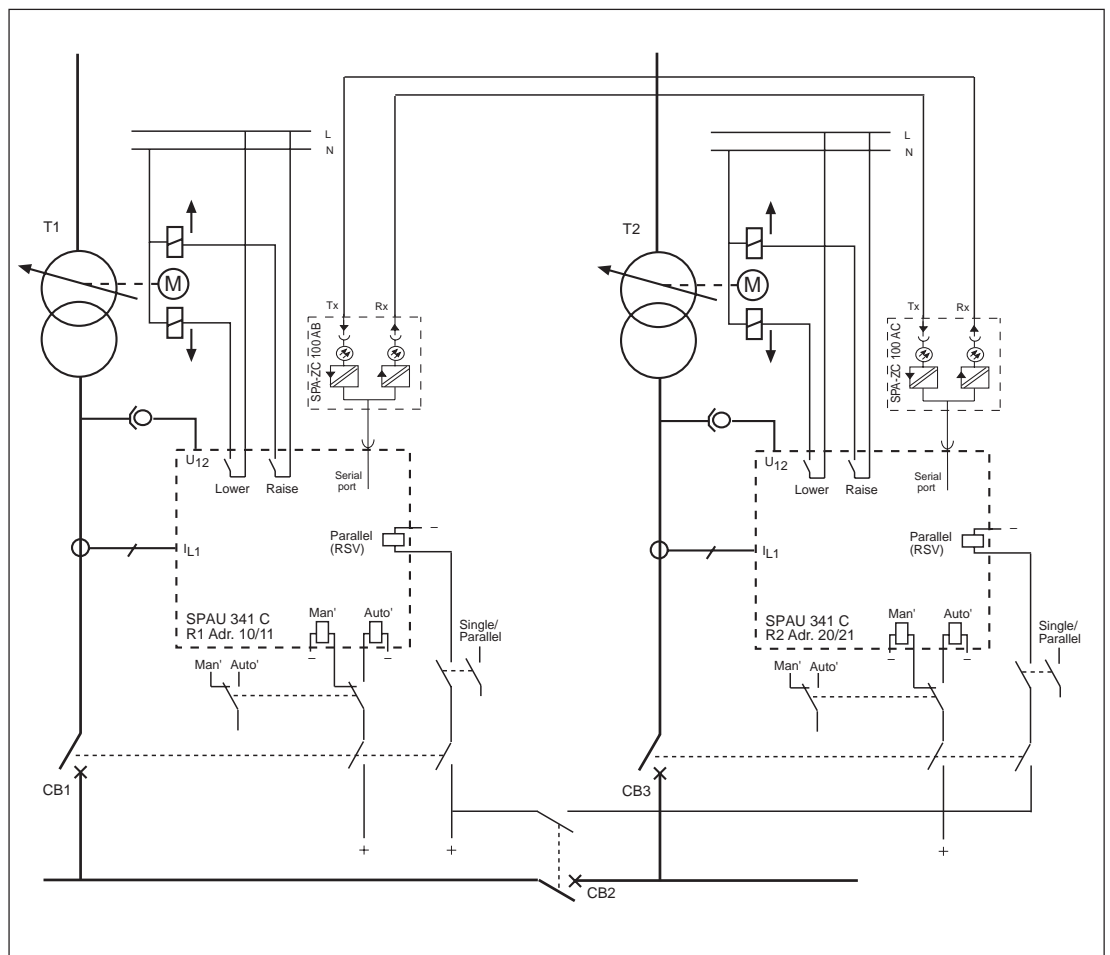 L
N
L
N
T1
T2
M
M
Tx
Rx
Tx
Rx
SPA-ZC 100 AB
SPA-ZC 100 AC
U12
Lower
Raise
Serial
port
U12
Lower
Raise
Serial
port
Parallel
(RSV)
–
Parallel
(RSV)
–
IL1
IL1
SPAU 341 C
R1 Adr. 10/11
Man'
Auto'
–
–
Single/
Parallel
SPAU 341 C
R2 Adr. 20/21
Man'
Auto'
–
–
Single/
Parallel
Man'
Auto'
Man'
Auto'
CB1
CB3
+
+
+
CB2